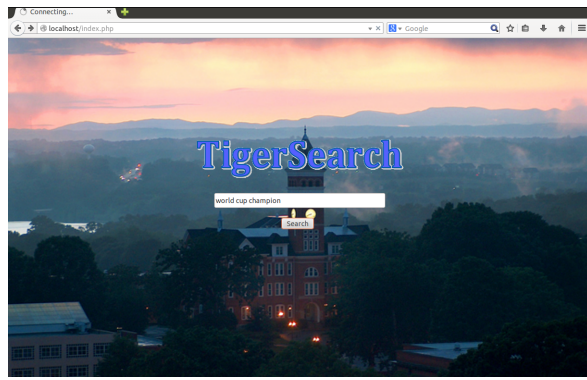 Connecting...
localhost/index.php
Google
TigerSearch
world cup champion
Search